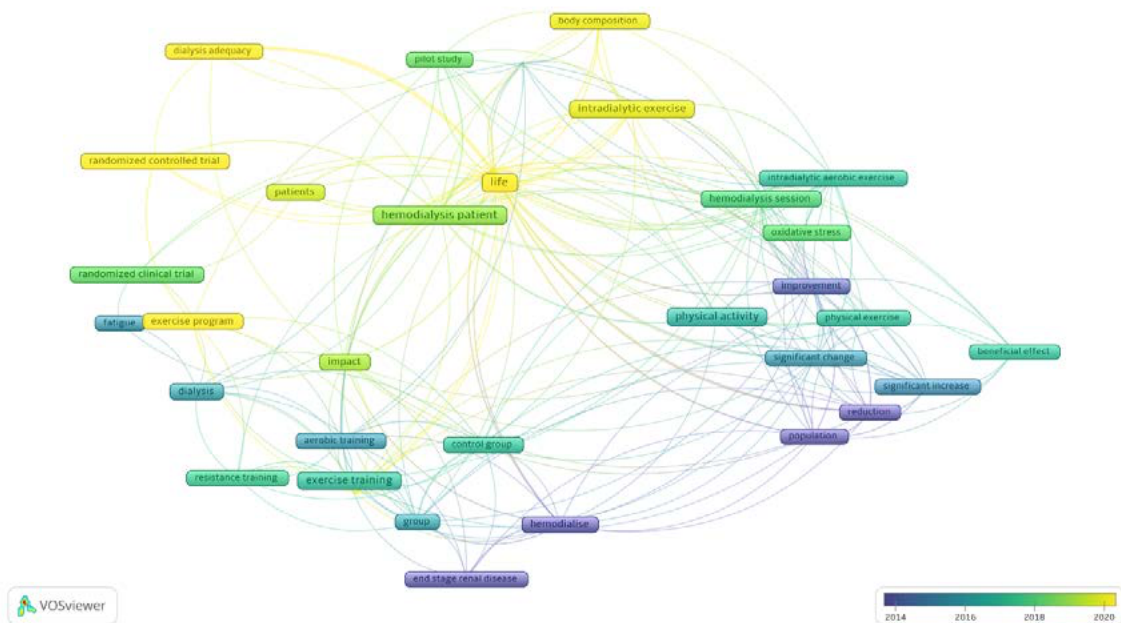 body composition
dialysis adequacy
pilot study
intradialytic exercise
randomized controlled trial
life
patients
intradialytic aerobic exercise
hemodialysis session
hemodialysis patient
oxidative stress
randomized clinical trial
improvement
fatigue
exercise program
physical activity
physical exercise
beneficial effect
impact
significant change
dialysis
significant increase
reduction
aerobic training
control group
population
resistance training
exercise training
group
hemodialise
end stage renal disease
VOSviewer
2014 2016 2018 2020